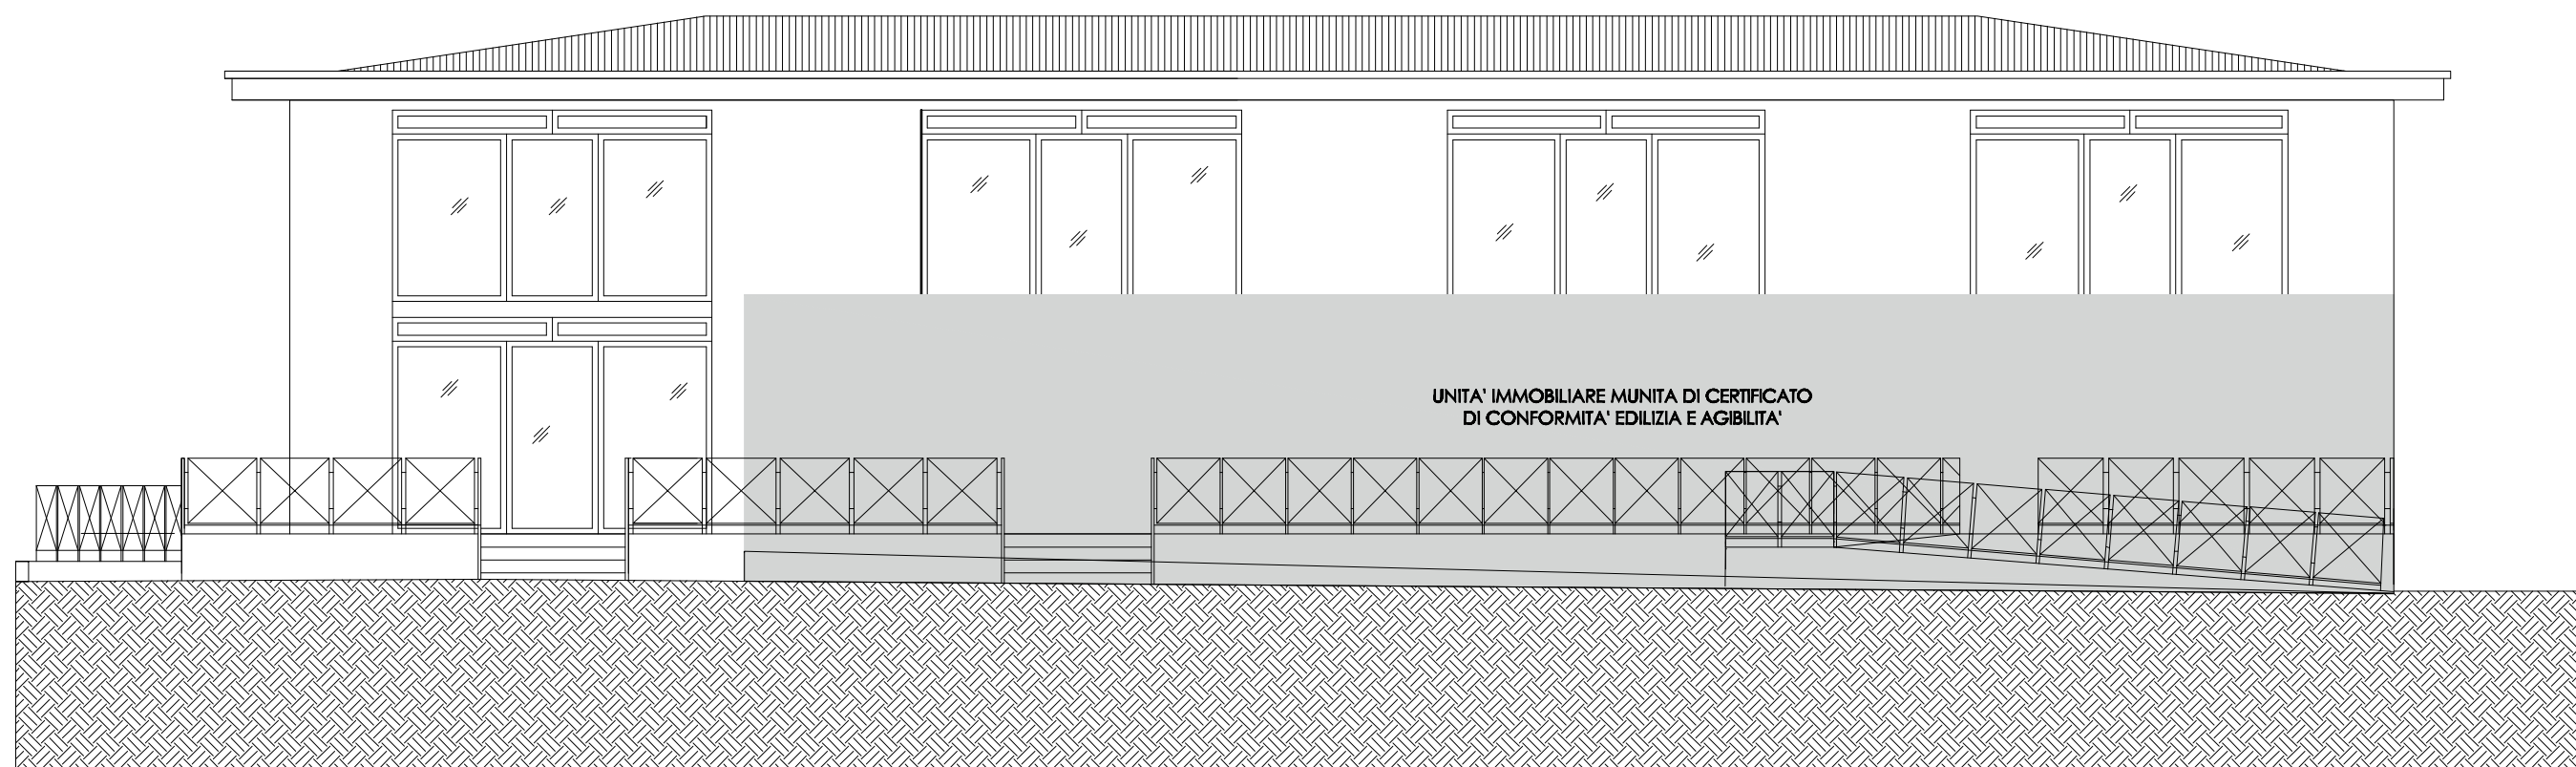 UNITA' IMMOBILIARE MUNITA DI CERTIFICATO
DI CONFORMITA' EDILIZIA E AGIBILITA'